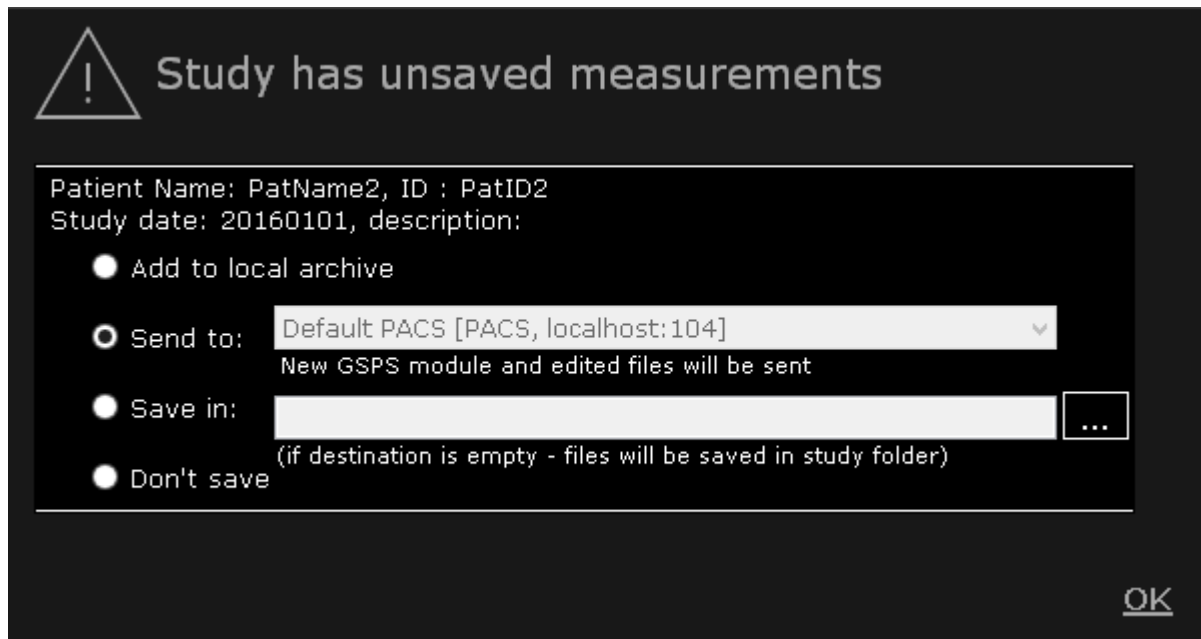 Study has unsaved measurements
Patient Name: PatName2, ID : PatID2
Study date: 20160101, description:
Add to local archive
Send to: Default PACS [PACS, localhost:104]
New GSPS module and edited files will be sent
Save in: ...
(if destination is empty - files will be saved in study folder)
Don't save
OK